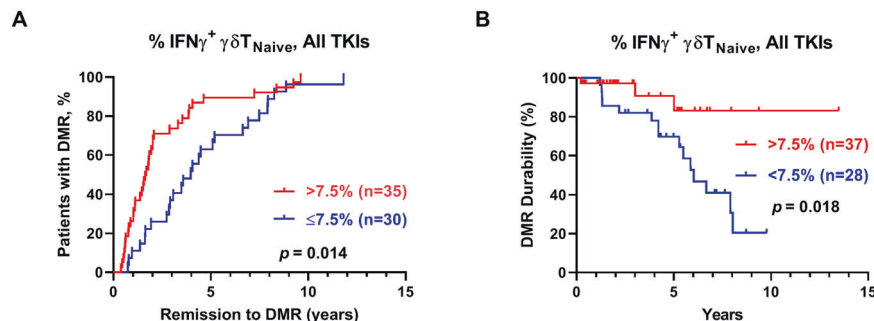 A
% IFNγ⁺ γδT_Naive, All TKIs
Patients with DMR, %
100
80
60
40
20
0
>7.5% (n=35)
≤7.5% (n=30)
p = 0.014
0 5 10 15
Remission to DMR (years)
B
% IFNγ⁺ γδT_Naive, All TKIs
DMR Durability (%)
100
80
60
40
20
0
>7.5% (n=37)
<7.5% (n=28)
p = 0.018
0 5 10 15
Years